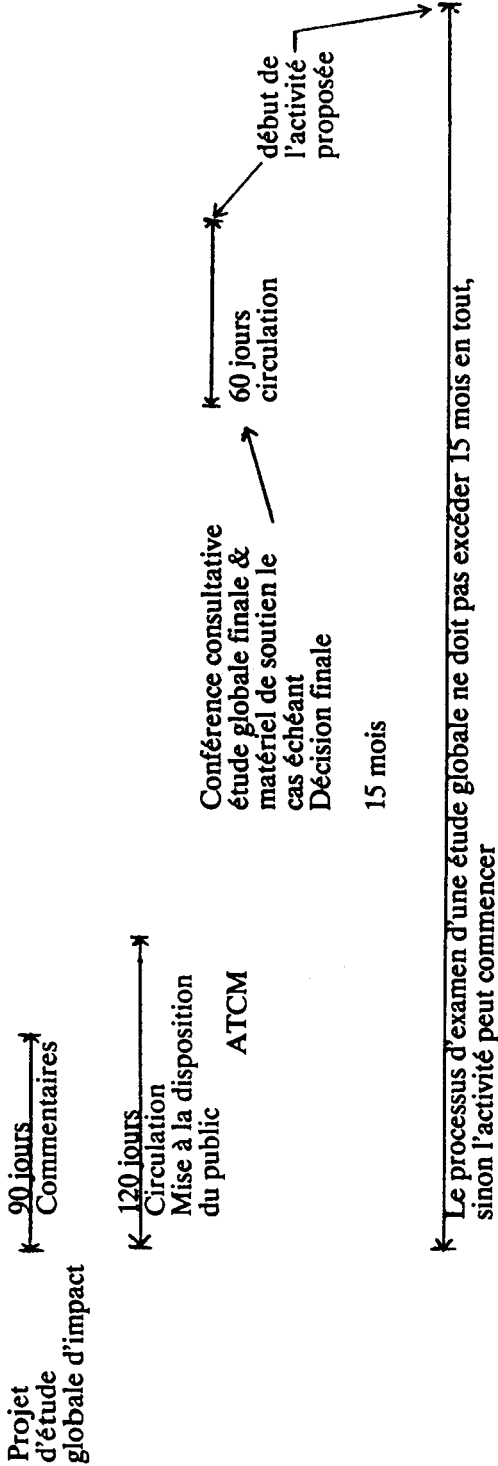 Projet
d'étude
globale d'impact
90 jours
Commentaires
120 jours
Circulation
Mise à la disposition
du public
ATCM
Conférence consultative
étude globale finale &
matériel de soutien le
cas échéant
Décision finale
15 mois
60 jours
circulation
début de
l'activité
proposée
Le processus d'examen d'une étude globale ne doit pas excéder 15 mois en tout,
sinon l'activité peut commencer